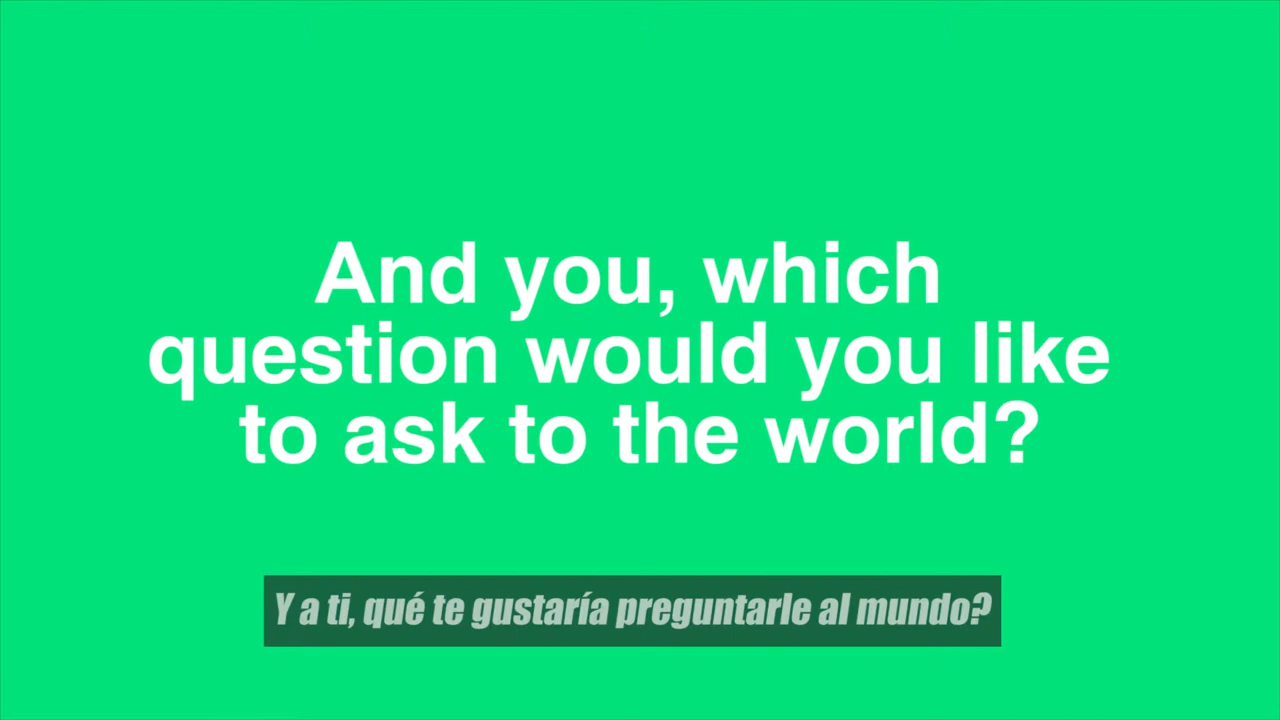 And you, which
question would you like
to ask to the world?
Y a ti, qué te gustaría preguntarle al mundo?